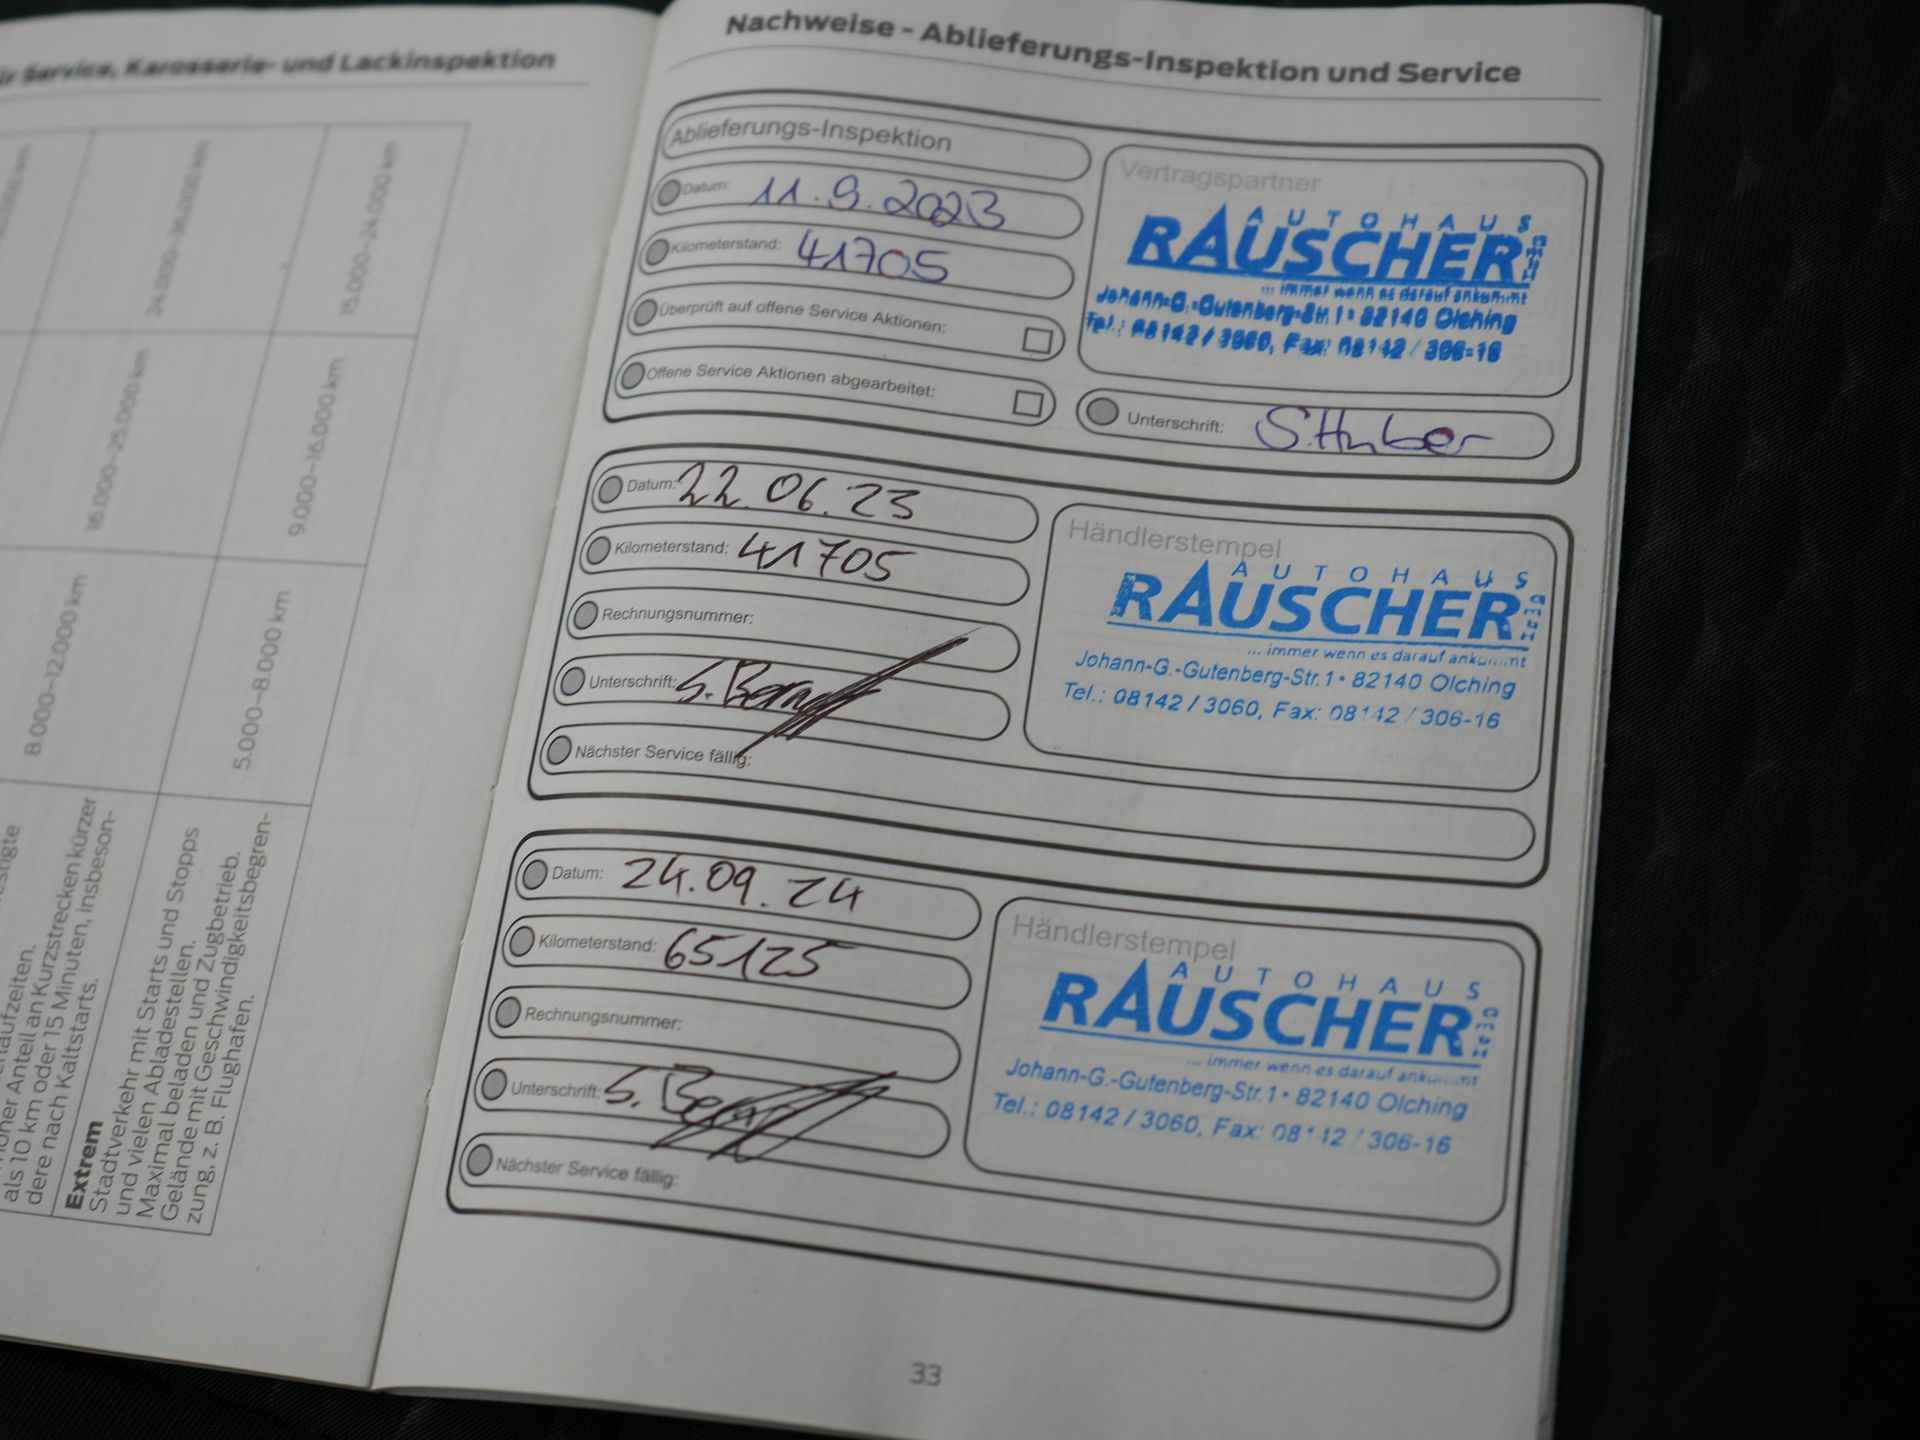 Service, Karosserie- und Lackinspektion
24.000–36.000 km
15.000–24.000 km
16.000–25.000 km
9.000–16.000 km
8.000–12.000 km
5.000–8.000 km
als 10 km oder 15 Minuten, insbeson-
dere nach Kaltstarts.
Extrem
Stadtverkehr mit Starts und Stopps
und vielen Abladestellen.
Maximal beladen und Zugbetrieb.
Gelände mit Geschwindigkeitsbegren-
zung, z. B. Flughafen.
Nachweise - Ablieferungs-Inspektion und Service
Ablieferungs-Inspektion
Datum: 11.9.2023
Kilometerstand: 41705
Überprüft auf offene Service Aktionen:
Offene Service Aktionen abgearbeitet:
Vertragspartner
AUTOHAUS
RAUSCHER GmbH
... immer wenn es darauf ankommt
Johann-G.-Gutenberg-Str. 1 • 82140 Olching
Tel.: 08142 / 3060, Fax: 08142 / 306-16
Unterschrift: S. Huber
Datum: 22.06.23
Kilometerstand: 41705
Rechnungsnummer:
Unterschrift:
Nächster Service fällig:
Händlerstempel
AUTOHAUS
RAUSCHER GmbH
... immer wenn es darauf ankommt
Johann-G.-Gutenberg-Str. 1 • 82140 Olching
Tel.: 08142 / 3060, Fax: 08142 / 306-16
Datum: 24.09.24
Kilometerstand: 65125
Rechnungsnummer:
Unterschrift:
Nächster Service fällig:
Händlerstempel
AUTOHAUS
RAUSCHER GmbH
... immer wenn es darauf ankommt
Johann-G.-Gutenberg-Str. 1 • 82140 Olching
Tel.: 08142 / 3060, Fax: 08142 / 306-16
33